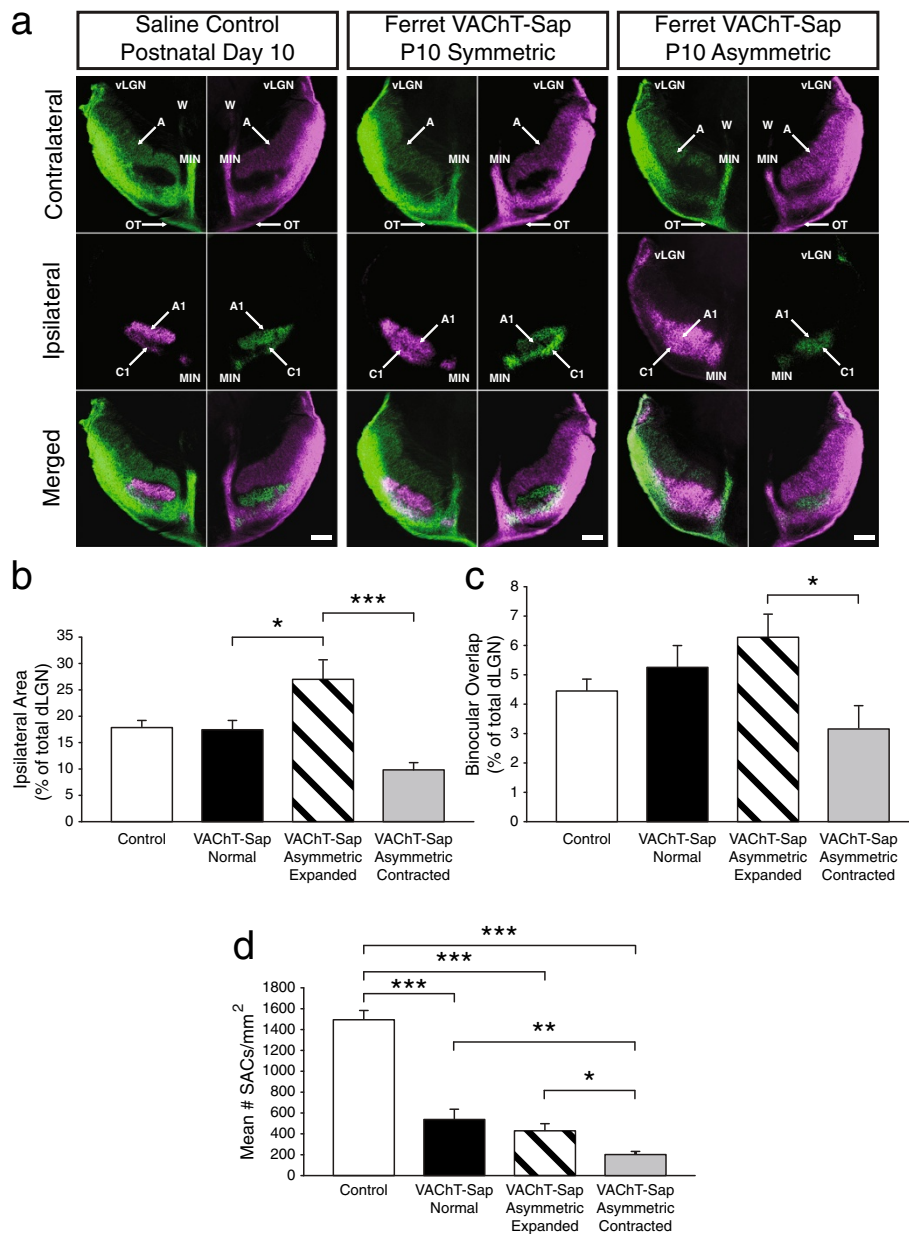 a
Saline Control
Postnatal Day 10
Ferret VAChT-Sap
P10 Symmetric
Ferret VAChT-Sap
P10 Asymmetric
Contralateral
vLGN
W
A
MIN
OT
vLGN
W
A
MIN
OT
vLGN
A
MIN
OT
vLGN
A
MIN
OT
vLGN
W
A
MIN
OT
vLGN
W
A
MIN
OT
Ipsilateral
A1
C1
MIN
A1
C1
MIN
A1
C1
MIN
A1
C1
MIN
vLGN
A1
C1
MIN
vLGN
A1
C1
MIN
Merged
b
Ipsilateral Area
(% of total dLGN)
35
30
25
20
15
10
5
0
*
***
Control
VAChT-Sap
Normal
VAChT-Sap
Asymmetric
Expanded
VAChT-Sap
Asymmetric
Contracted
c
Binocular Overlap
(% of total dLGN)
8
7
6
5
4
3
2
1
0
*
Control
VAChT-Sap
Normal
VAChT-Sap
Asymmetric
Expanded
VAChT-Sap
Asymmetric
Contracted
d
Mean # SACs/mm²
1800
1600
1400
1200
1000
800
600
400
200
0
***
***
***
**
*
Control
VAChT-Sap
Normal
VAChT-Sap
Asymmetric
Expanded
VAChT-Sap
Asymmetric
Contracted